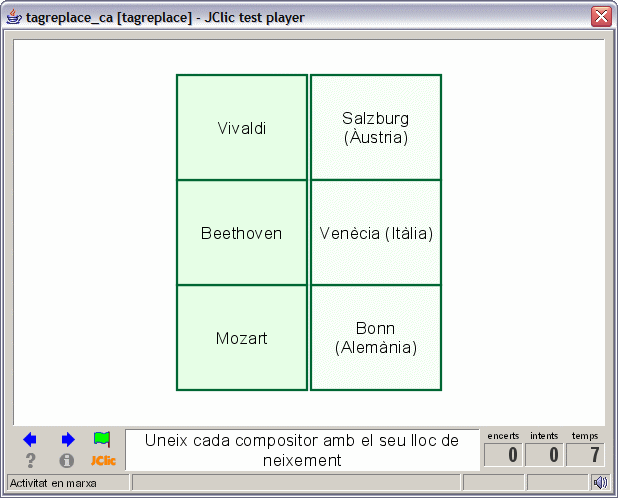 tagreplace_ca [tagreplace] - JClic test player
Vivaldi
Salzburg
(Àustria)
Beethoven
Venècia (Itàlia)
Mozart
Bonn
(Alemània)
Uneix cada compositor amb el seu lloc de
neixement
encerts intents temps
0 0 7
JClic
Activitat en marxa